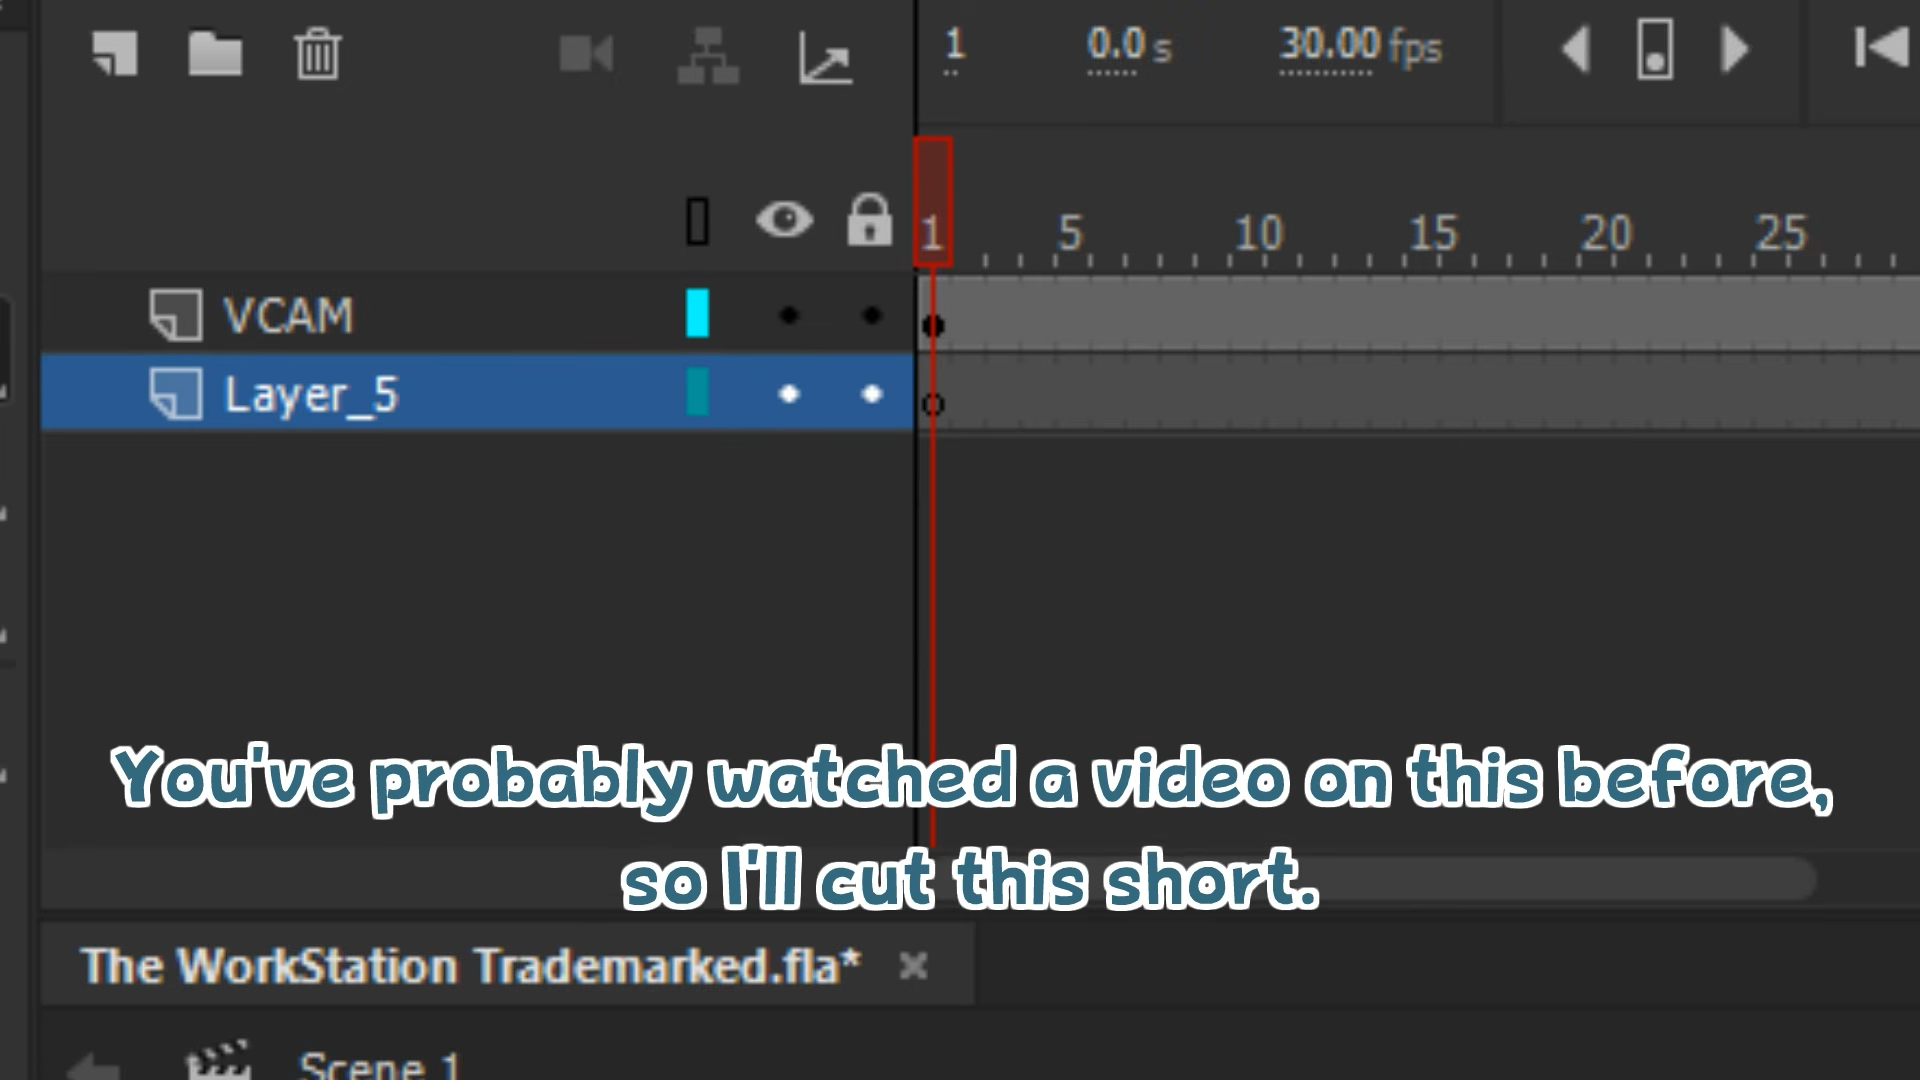 1 0.0 s 30.00 fps
1 5 10 15 20 25
VCAM
Layer_5
You've probably watched a video on this before,
so I'll cut this short.
The WorkStation Trademarked.fla*
Scene 1